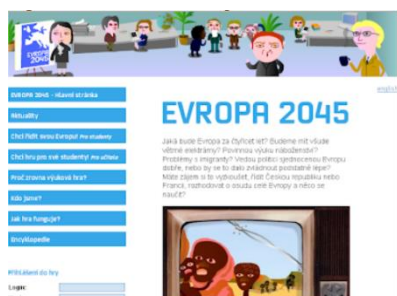 EVROPA
2045
english
EVROPA 2045 - Hlavní stránka
Aktuality
Chci řídit svou Evropu! Pro studenty
Chci hru pro své studenty! Pro učitele
Proč zrovna výuková hra?
Kdo jsme?
Jak hra funguje?
Encyklopedie
Přihlášení do hry
Login:
EVROPA 2045
Jaká bude Evropa za čtyřicet let? Budeme mít všude
větrné elektrárny? Povinnou výuku náboženství?
Problémy s imigranty? Vedou politici sjednocenou Evropu
dobře, nebo by se to dalo zvládnout podstatně lépe?
Máte zájem si to vyzkoušet, řídit Českou republiku nebo
Francii, rozhodovat o osudu celé Evropy a něco se
naučit?